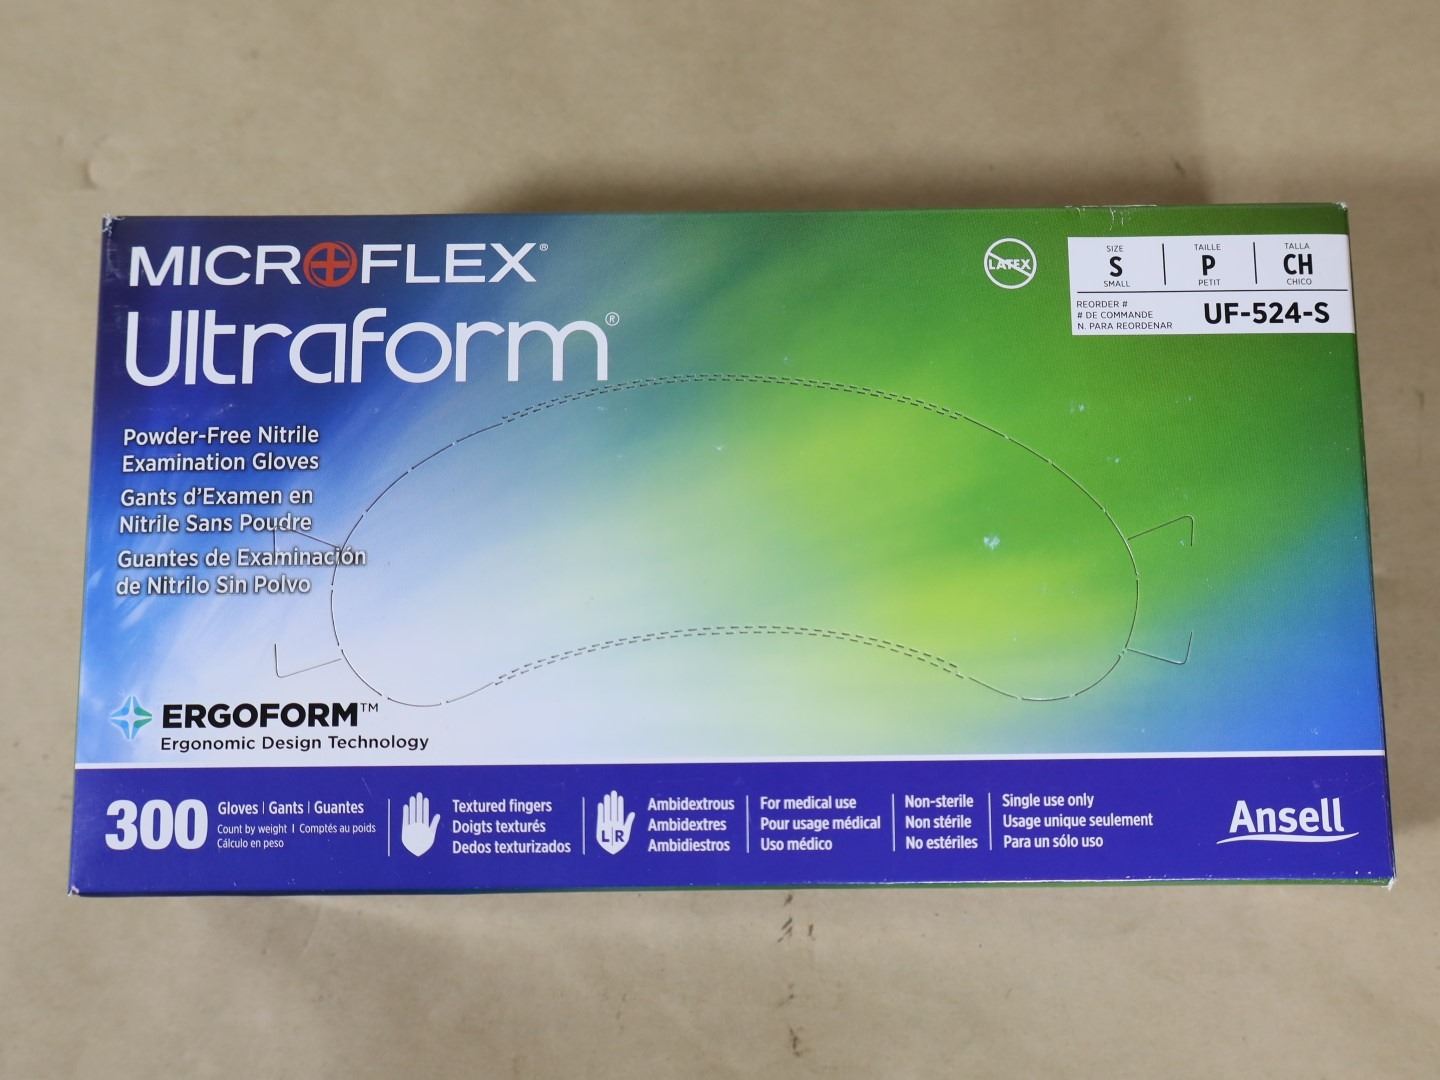 MICROFLEX®
Ultraform®
Powder-Free Nitrile
Examination Gloves
Gants d'Examen en
Nitrile Sans Poudre
Guantes de Examinación
de Nitrilo Sin Polvo
ERGOFORM™
Ergonomic Design Technology
LATEX
SIZE
S
SMALL
TAILLE
P
PETIT
TALLA
CH
CHICO
REORDER #
# DE COMMANDE
N. PARA REORDENAR
UF-524-S
300
Gloves | Gants | Guantes
Count by weight | Comptés au poids
Cálculo en peso
Textured fingers
Doigts texturés
Dedos texturizados
L R
Ambidextrous
Ambidextres
Ambidiestros
For medical use
Pour usage médical
Uso médico
Non-sterile
Non stérile
No estériles
Single use only
Usage unique seulement
Para un sólo uso
Ansell